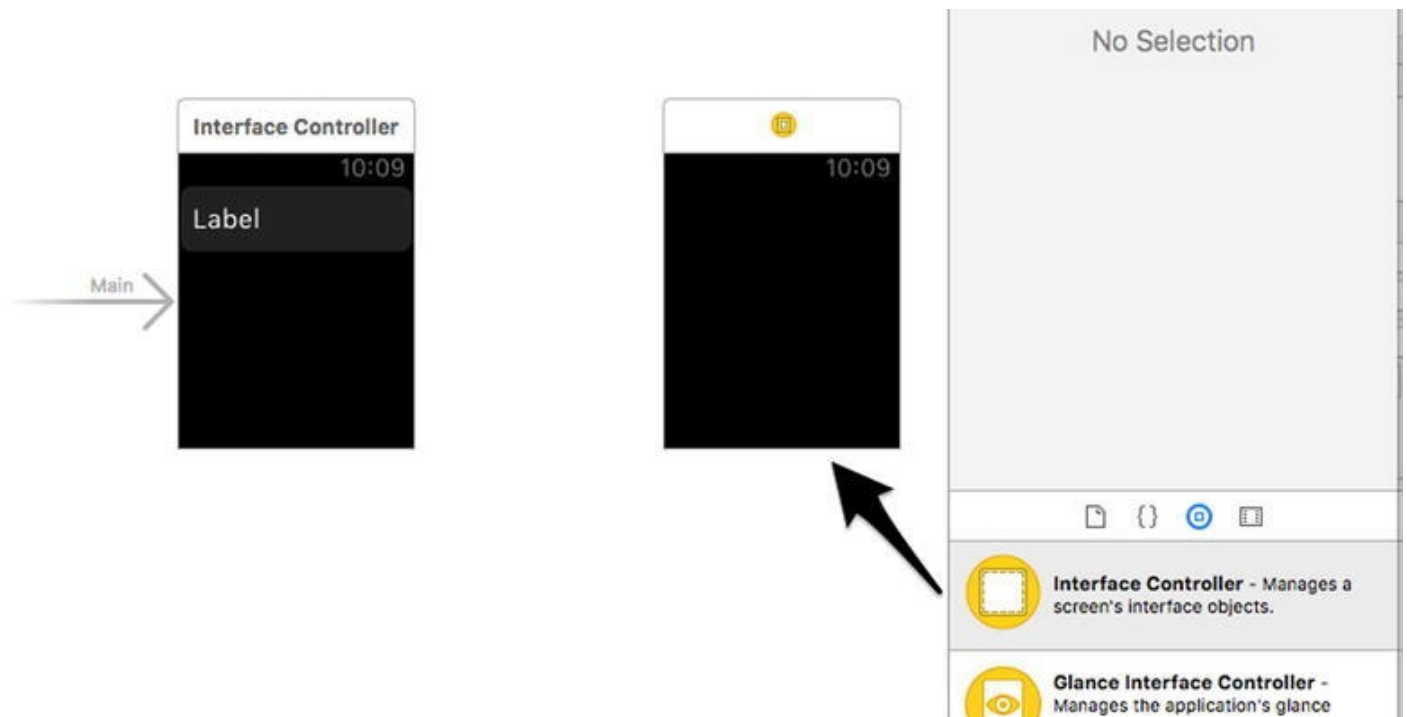 No Selection
Interface Controller
10:09
10:09
Label
Main
{}
Interface Controller - Manages a
screen's interface objects.
Glance Interface Controller -
Manages the application's glance